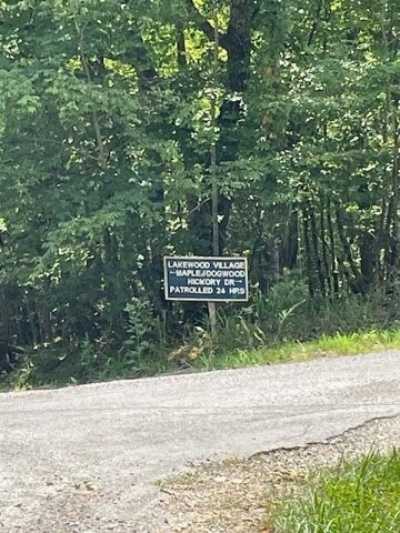 LAKEWOOD VILLAGE
←MAPLE/DOGWOOD
HICKORY DR→
PATROLLED 24 HRS